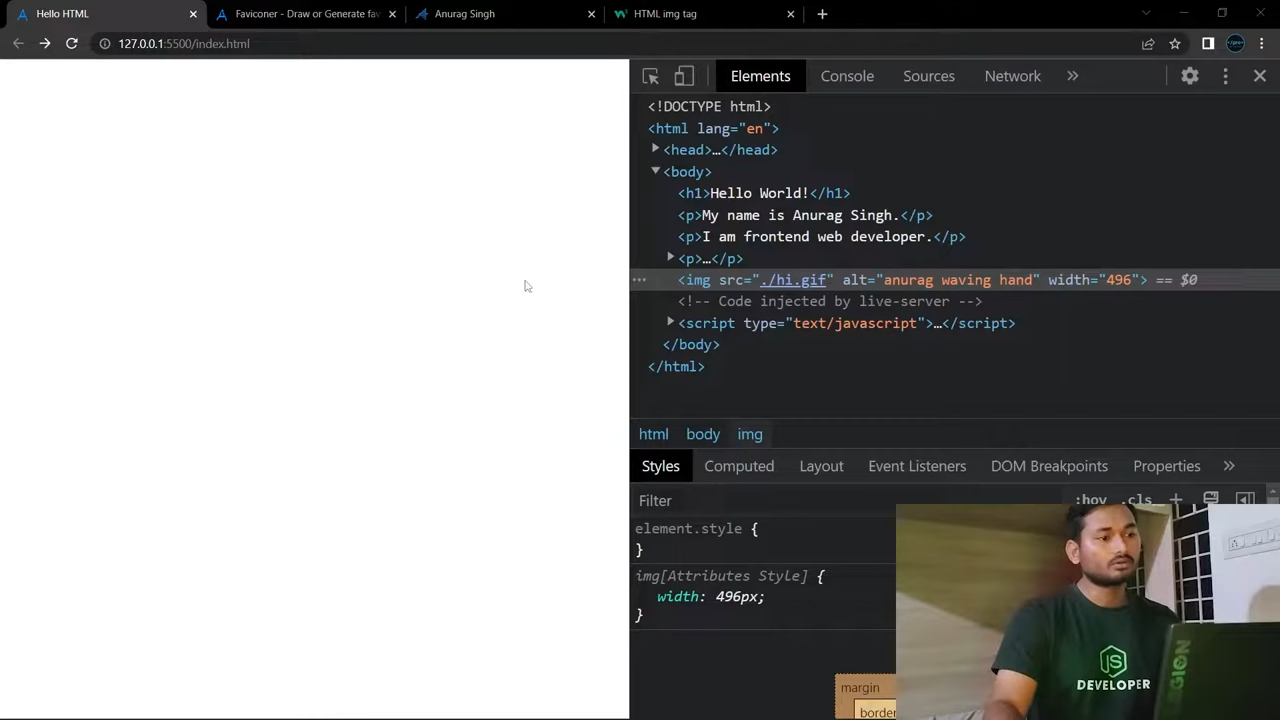 Hello HTML
Faviconer - Draw or Generate fav
Anurag Singh
HTML img tag
127.0.0.1:5500/index.html
Elements
Console
Sources
Network
<!DOCTYPE html>
<html lang="en">
<head>…</head>
<body>
<h1>Hello World!</h1>
<p>My name is Anurag Singh.</p>
<p>I am frontend web developer.</p>
<p>…</p>
<img src="./hi.gif" alt="anurag waving hand" width="496"> == $0
<!-- Code injected by live-server -->
<script type="text/javascript">…</script>
</body>
</html>
html body img
Styles
Computed
Layout
Event Listeners
DOM Breakpoints
Properties
Filter
:hov .cls
element.style {
}
img[Attributes Style] {
width: 496px;
}
margin
border
JS
DEVELOPER
LEGION